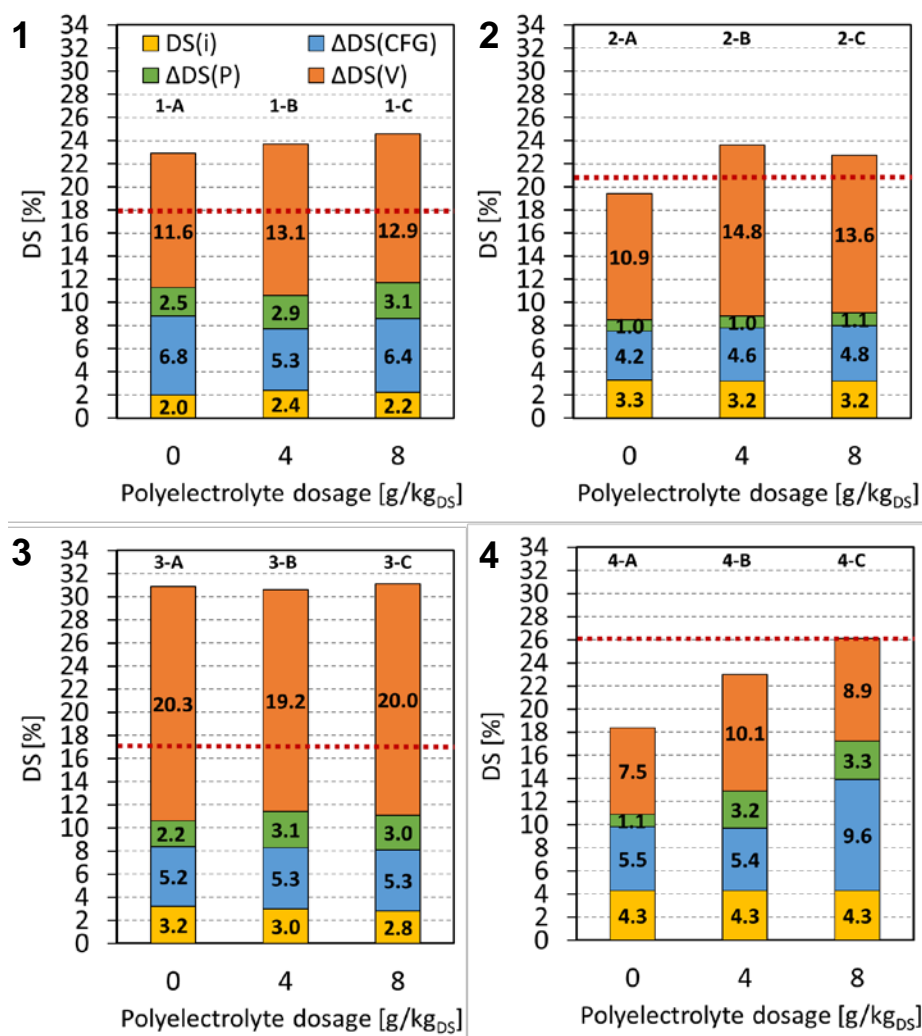 1
DS(i)
ΔDS(CFG)
ΔDS(P)
ΔDS(V)
1-A 1-B 1-C
34
32
30
28
26
24
22
20
18
16
14
12
10
8
6
4
2
0
DS [%]
11.6 13.1 12.9
2.5 2.9 3.1
6.8 5.3 6.4
2.0 2.4 2.2
0 4 8
Polyelectrolyte dosage [g/kgDS]
2
2-A 2-B 2-C
34
32
30
28
26
24
22
20
18
16
14
12
10
8
6
4
2
0
DS [%]
10.9 14.8 13.6
1.0 1.0 1.1
4.2 4.6 4.8
3.3 3.2 3.2
0 4 8
Polyelectrolyte dosage [g/kgDS]
3
3-A 3-B 3-C
34
32
30
28
26
24
22
20
18
16
14
12
10
8
6
4
2
0
DS [%]
20.3 19.2 20.0
2.2 3.1 3.0
5.2 5.3 5.3
3.2 3.0 2.8
0 4 8
Polyelectrolyte dosage [g/kgDS]
4
4-A 4-B 4-C
34
32
30
28
26
24
22
20
18
16
14
12
10
8
6
4
2
0
DS [%]
7.5 10.1 8.9
1.1 3.2 3.3
5.5 5.4 9.6
4.3 4.3 4.3
0 4 8
Polyelectrolyte dosage [g/kgDS]